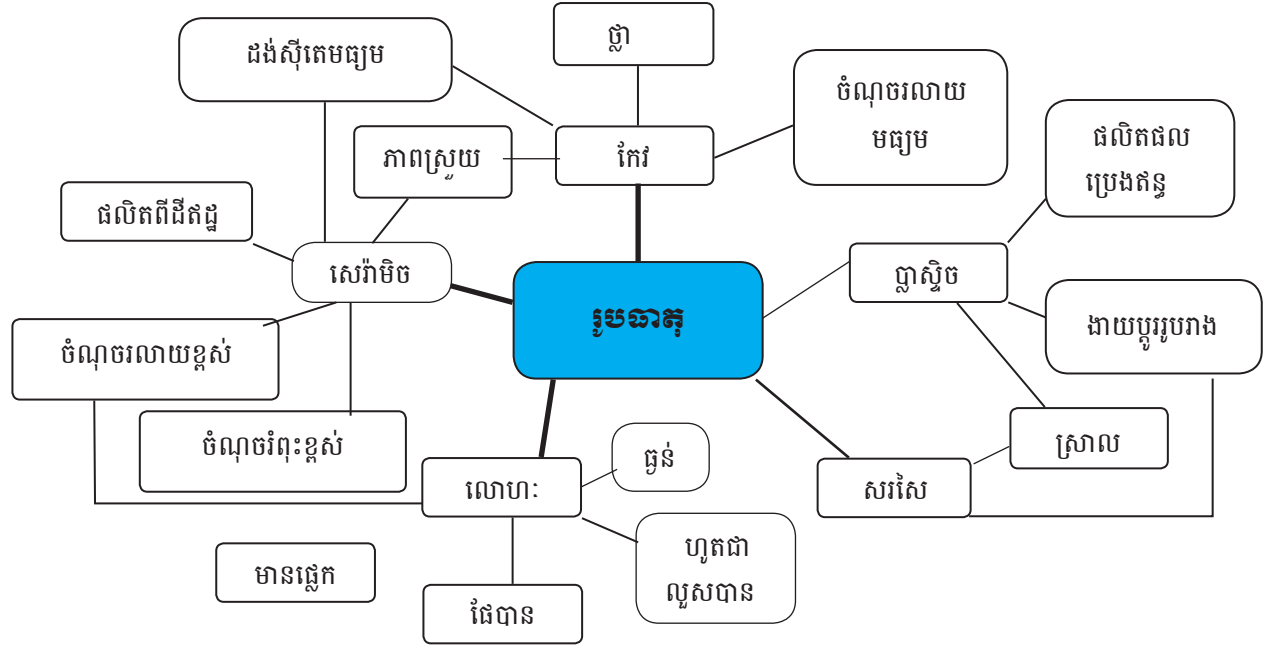 ថ្លា
ដង់ស៊ីតេមធ្យម
ចំណុចរលាយ
មធ្យម
ផលិតផល
ប្រេងឥន្ធ
ភាពស្រួយ
កែវ
ផលិតពីដីឥដ្ឋ
សេរ៉ាមិច
ប្លាស្ទិច
រូបធាតុ
ងាយប្តូររូបរាង
ចំណុចរលាយខ្ពស់
ចំណុចរំពុះខ្ពស់
ធ្ងន់
ស្រាល
លោហៈ
សរសៃ
ហូតជា
លួសបាន
មានផ្លេក
ផែបាន